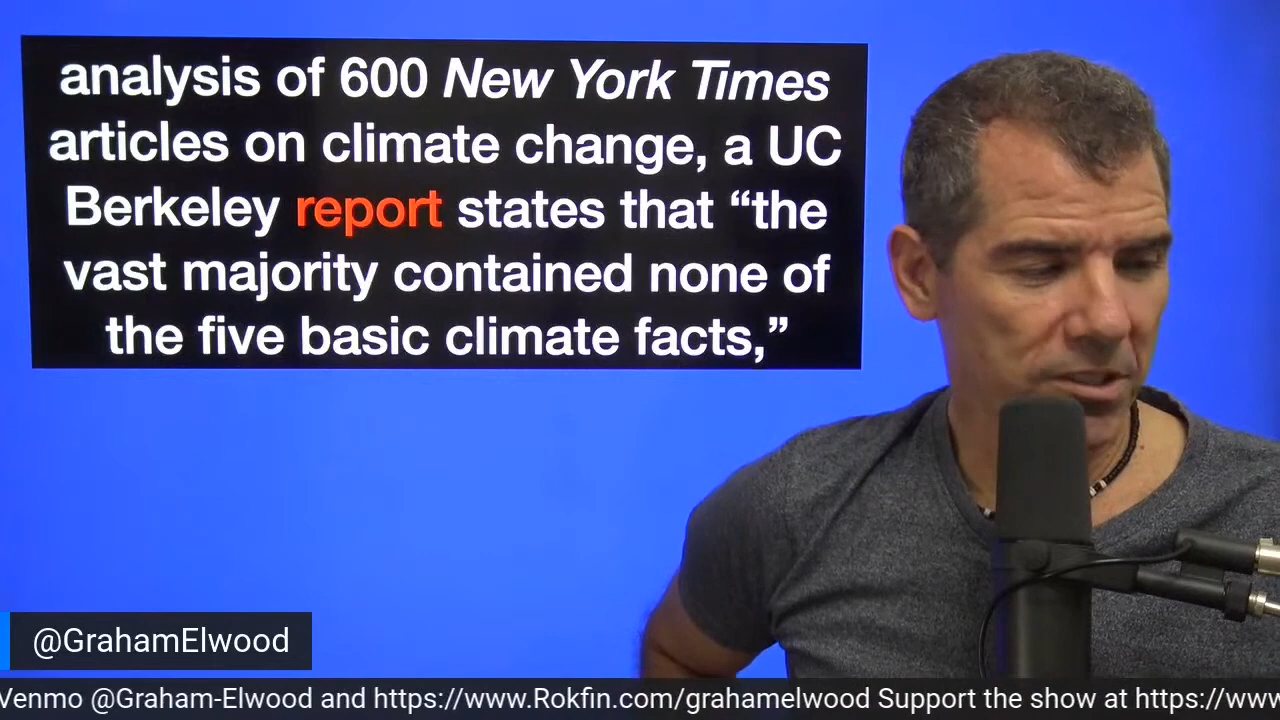 analysis of 600 New York Times
articles on climate change, a UC
Berkeley report states that “the
vast majority contained none of
the five basic climate facts,”
@GrahamElwood
Venmo @Graham-Elwood and https://www.Rokfin.com/grahamelwood Support the show at https://www